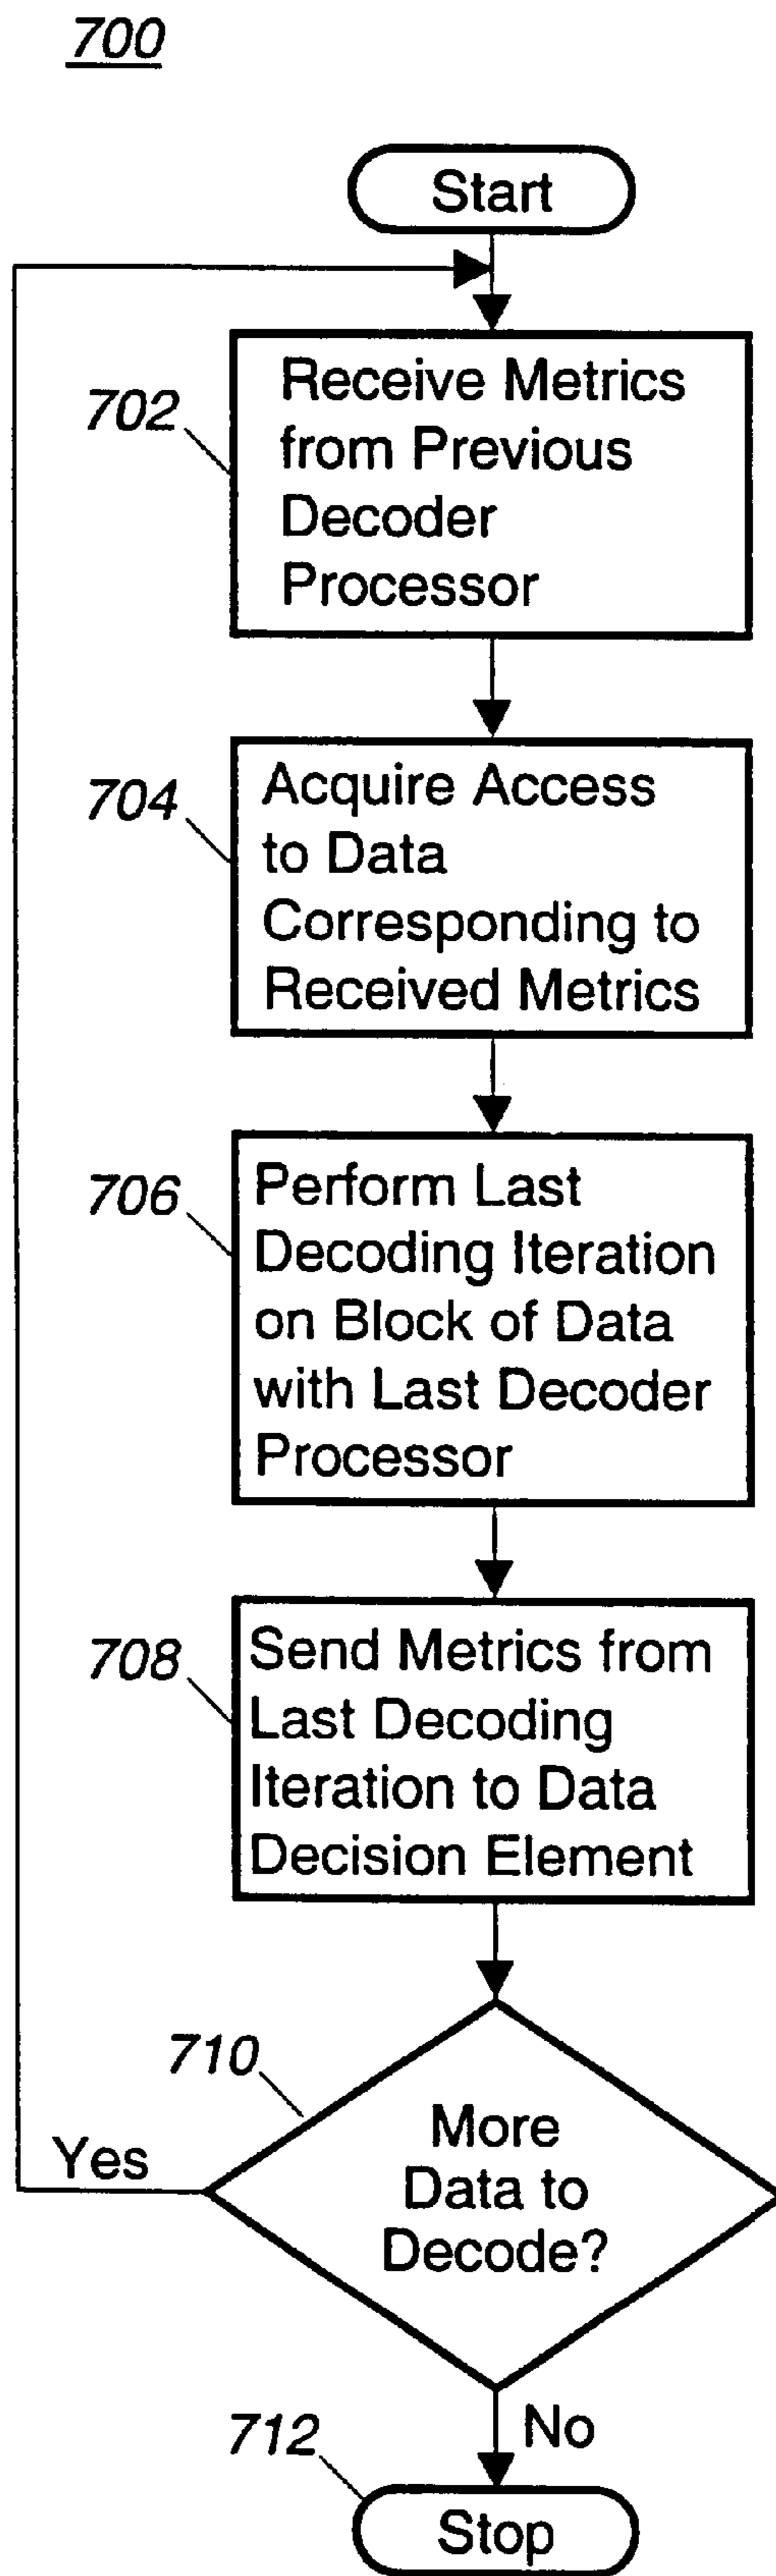 700
Start
702
Receive Metrics
from Previous
Decoder
Processor
704
Acquire Access
to Data
Corresponding to
Received Metrics
706
Perform Last
Decoding Iteration
on Block of Data
with Last Decoder
Processor
708
Send Metrics from
Last Decoding
Iteration to Data
Decision Element
710
More
Data to
Decode?
Yes
No
712
Stop